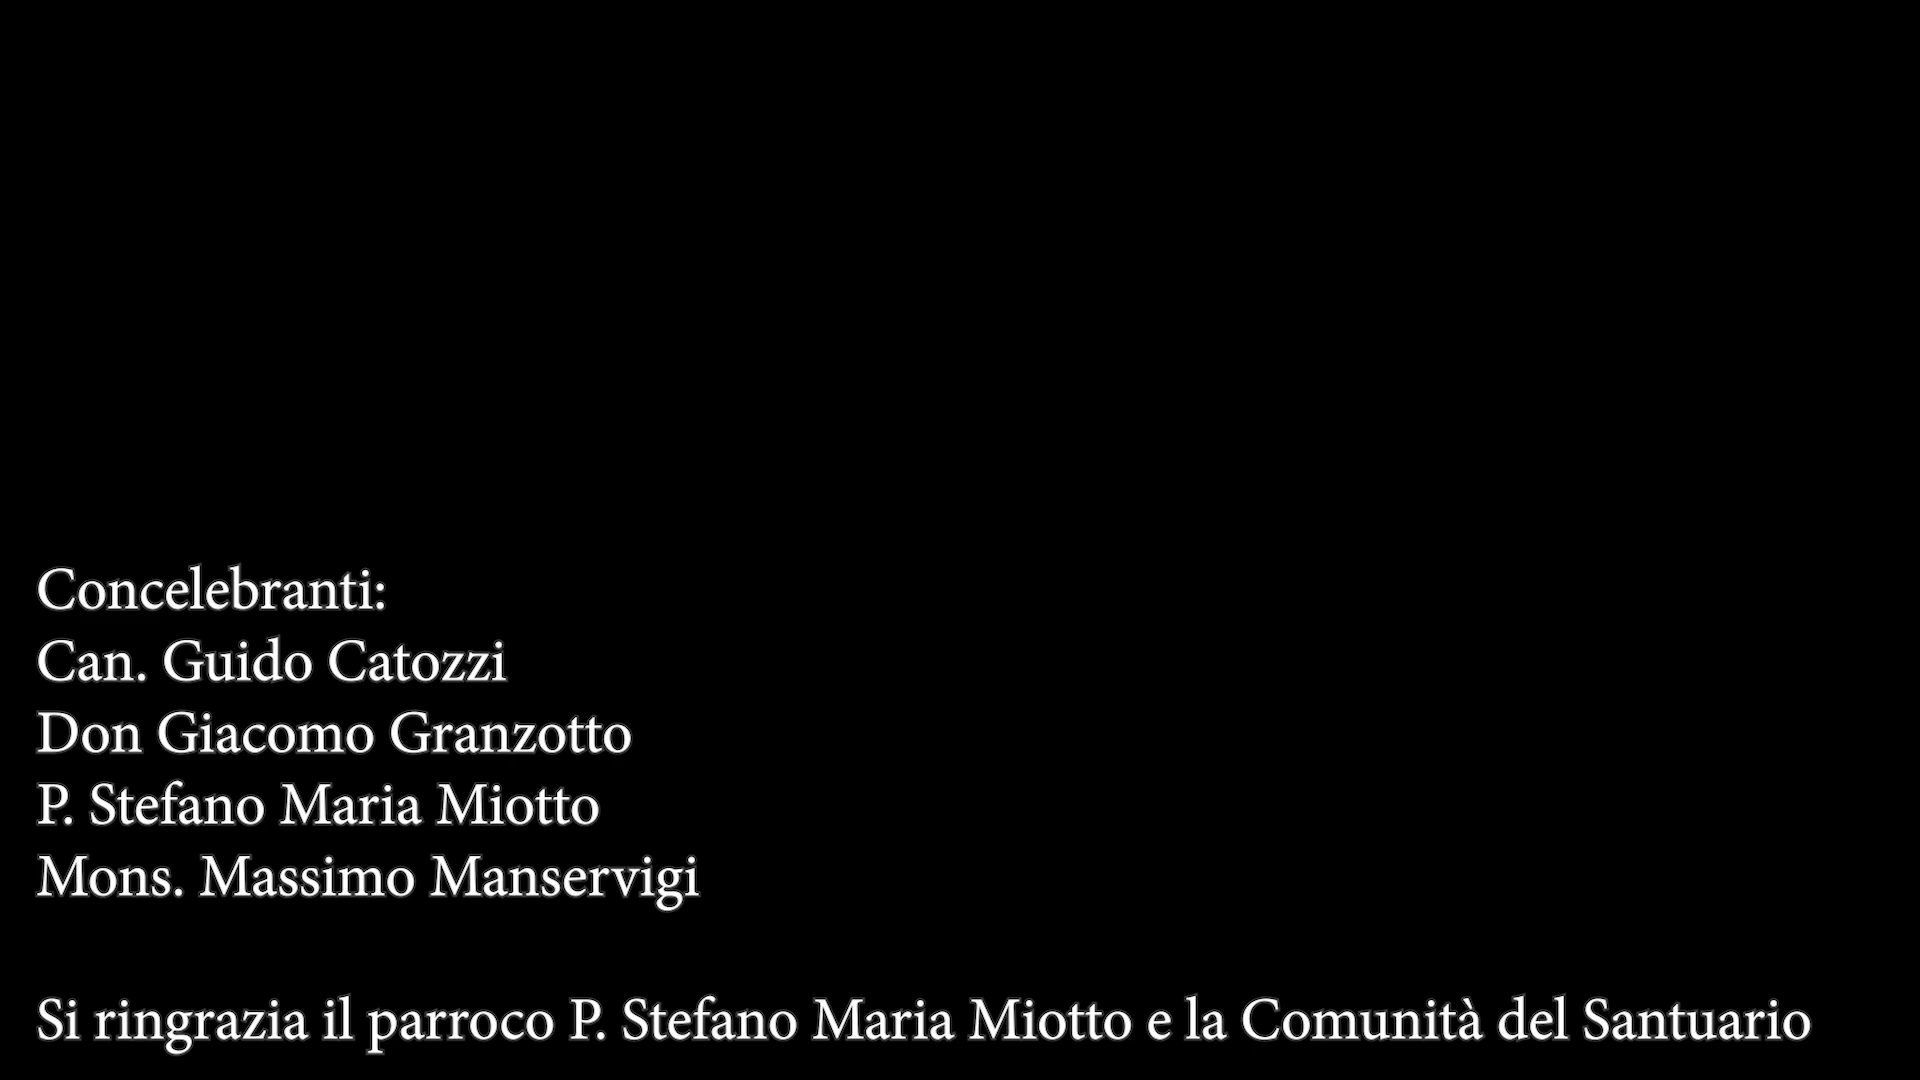 Concelebranti:
Can. Guido Catozzi
Don Giacomo Granzotto
P. Stefano Maria Miotto
Mons. Massimo Manservigi
Si ringrazia il parroco P. Stefano Maria Miotto e la Comunità del Santuario